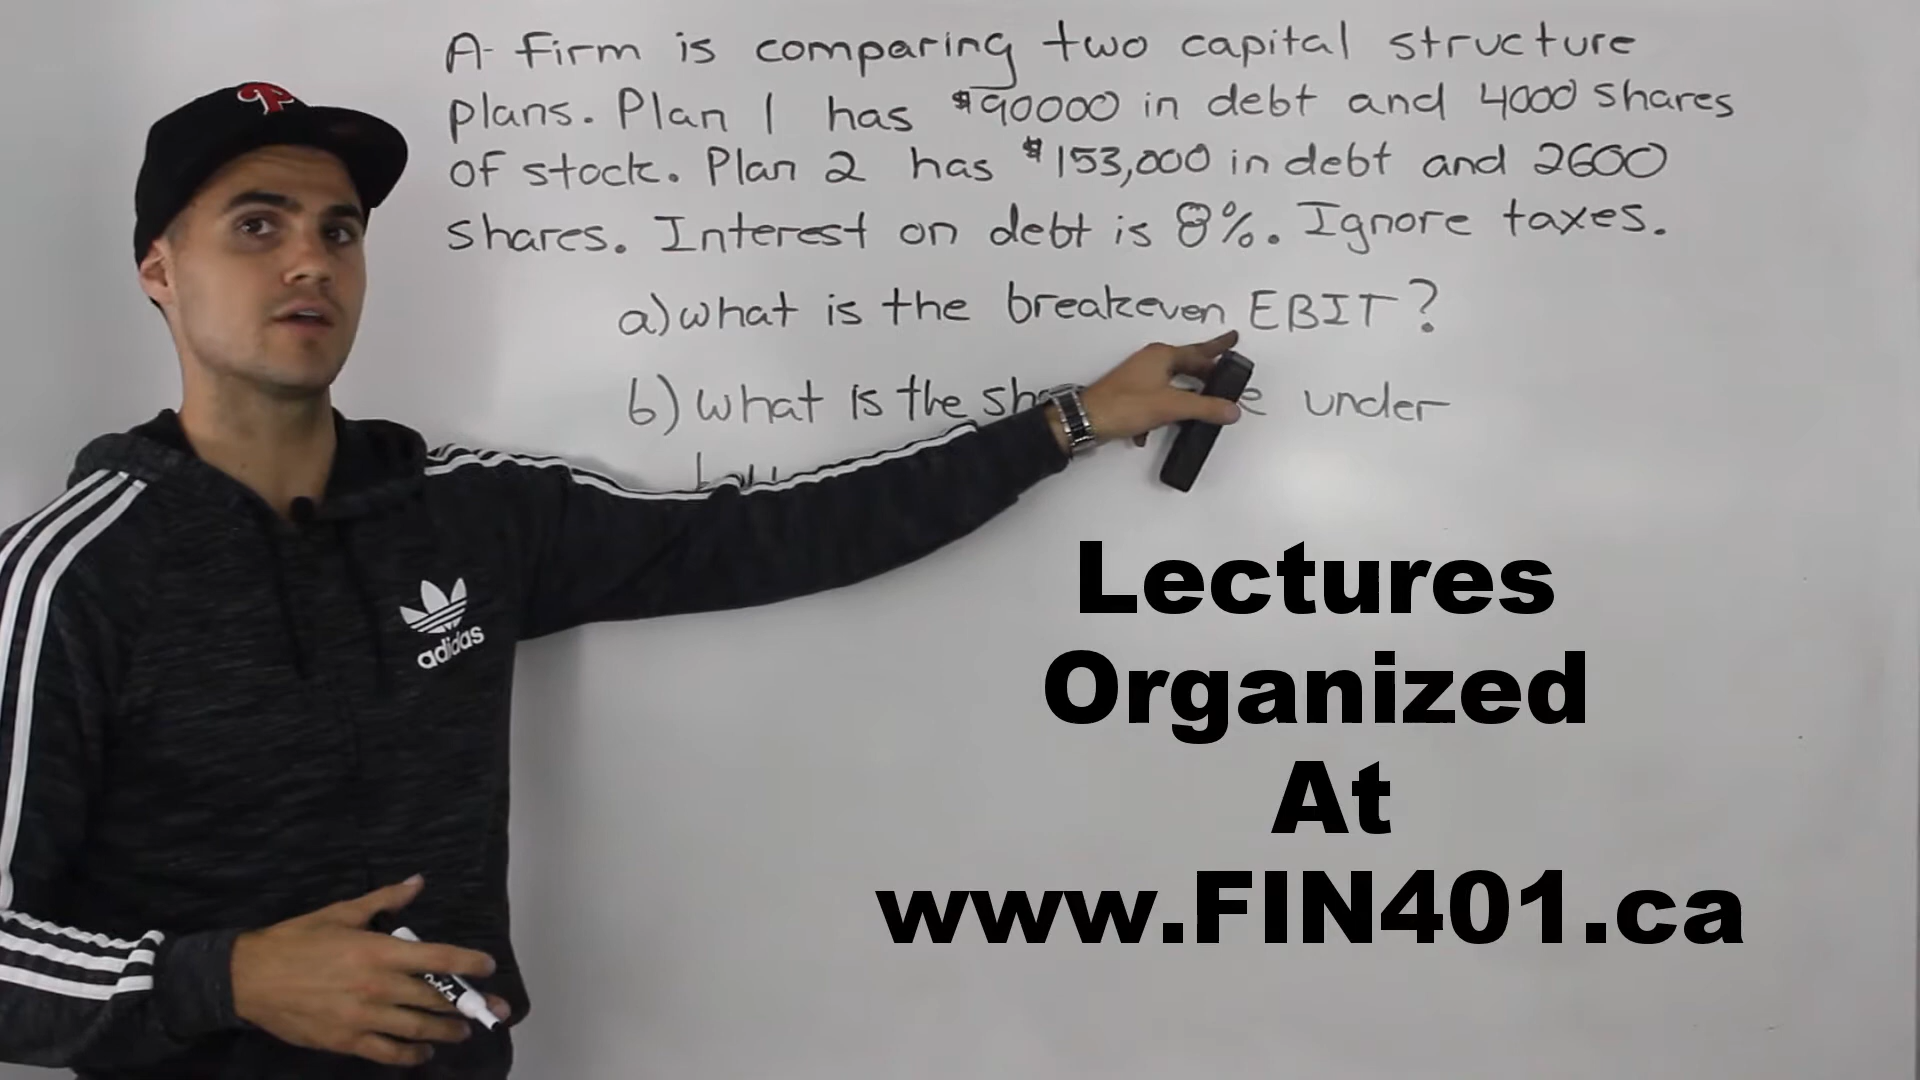 A firm is comparing two capital structure
plans. Plan 1 has $90000 in debt and 4000 shares
of stock. Plan 2 has $153,000 in debt and 2600
shares. Interest on debt is 8%. Ignore taxes.
a) what is the breakeven EBIT?
b) what is the under
adidas
Lectures
Organized
At
www.FIN401.ca